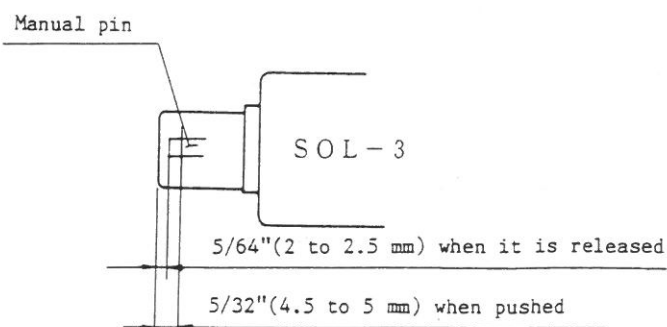 Manual pin
SOL-3
5/64"(2 to 2.5 mm) when it is released
5/32"(4.5 to 5 mm) when pushed